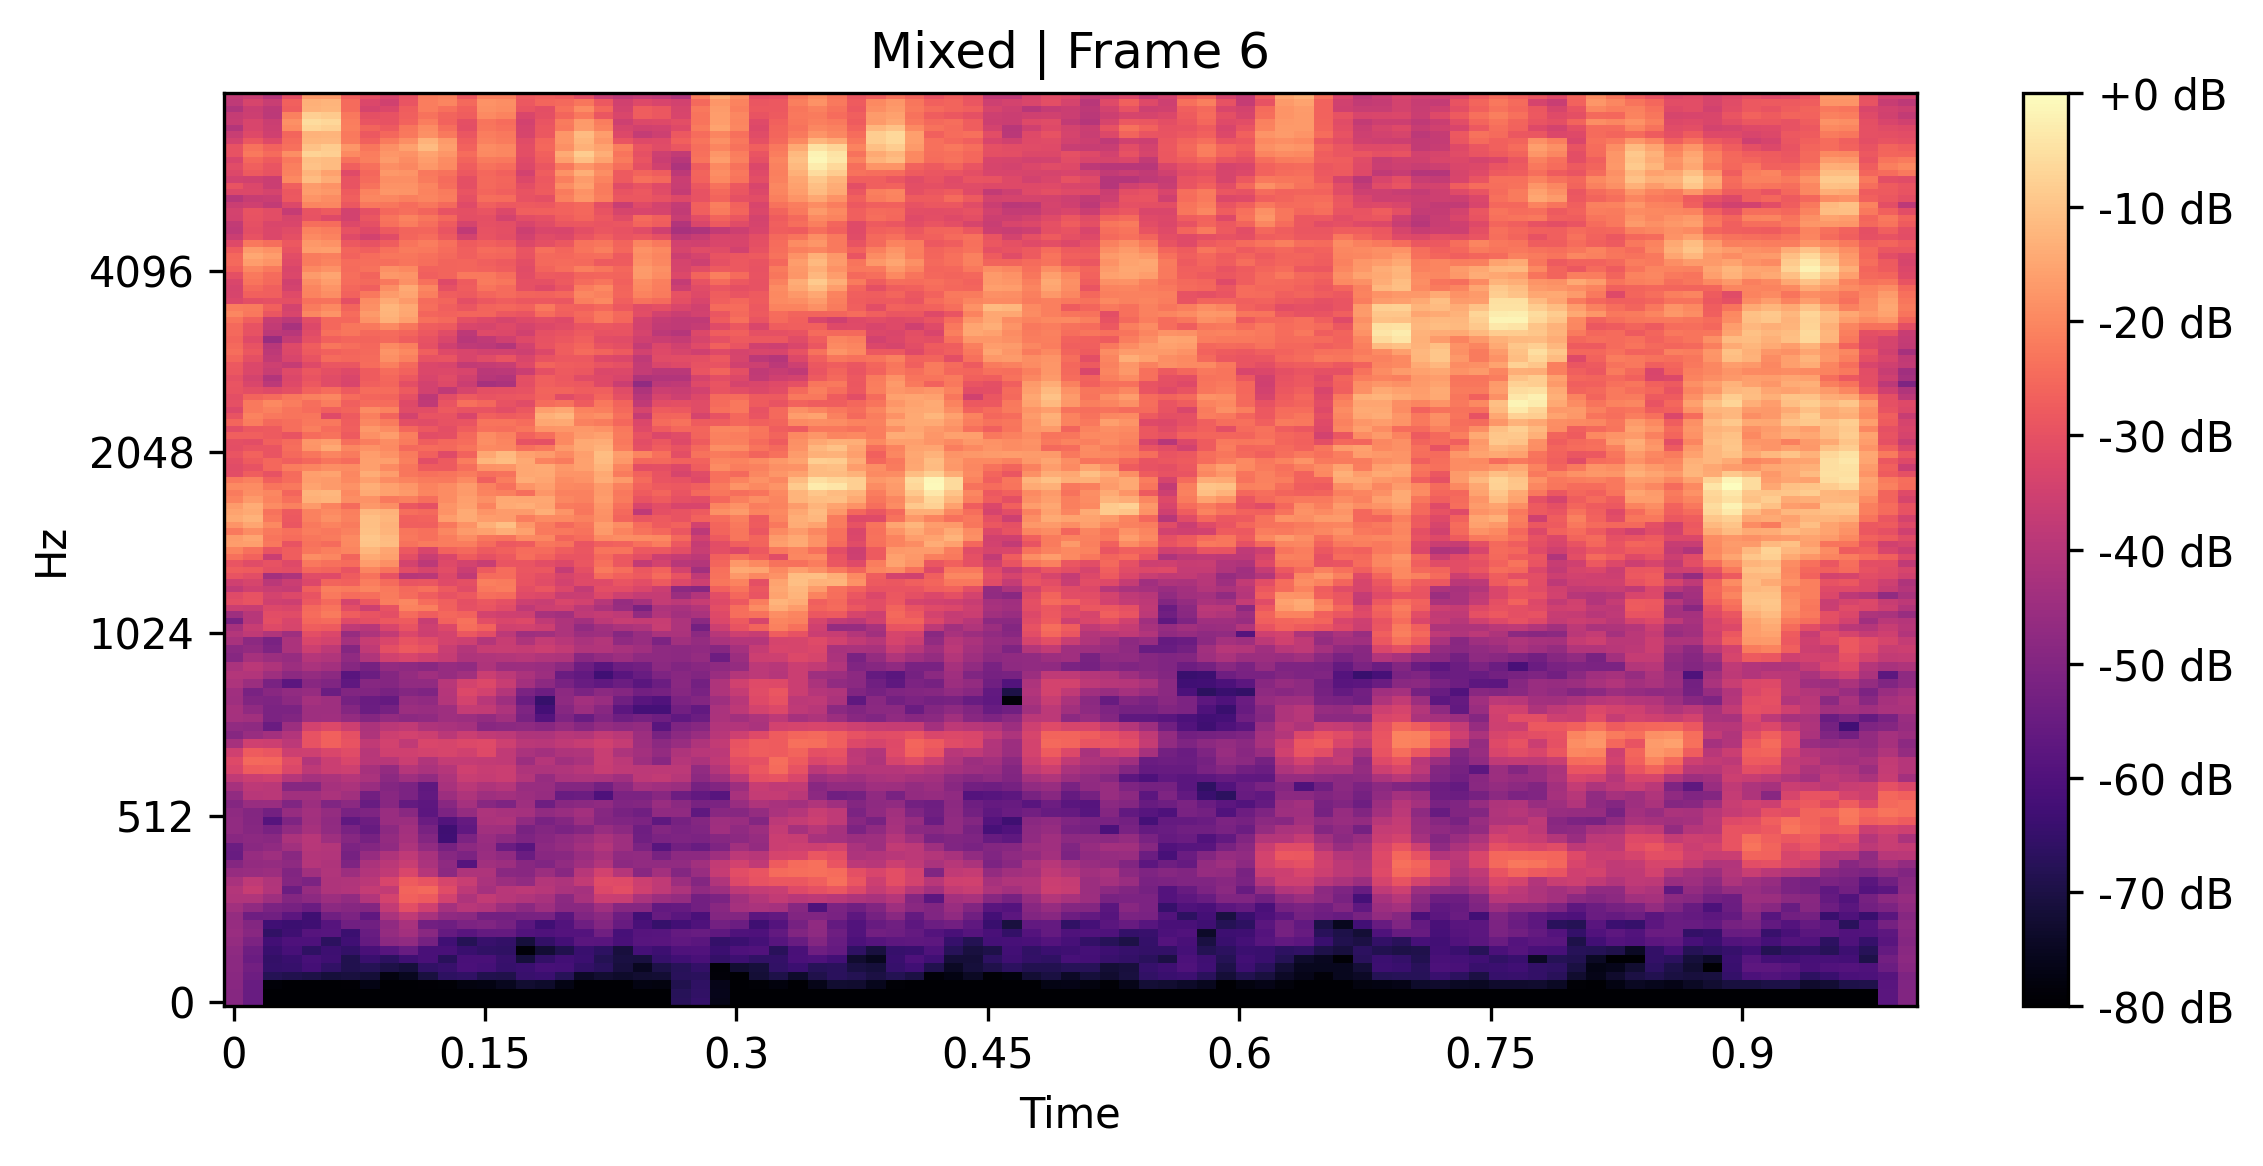 Mixed | Frame 6
+0 dB
-10 dB
-20 dB
-30 dB
-40 dB
-50 dB
-60 dB
-70 dB
-80 dB
Hz
4096
2048
1024
512
0
0 0.15 0.3 0.45 0.6 0.75 0.9
Time